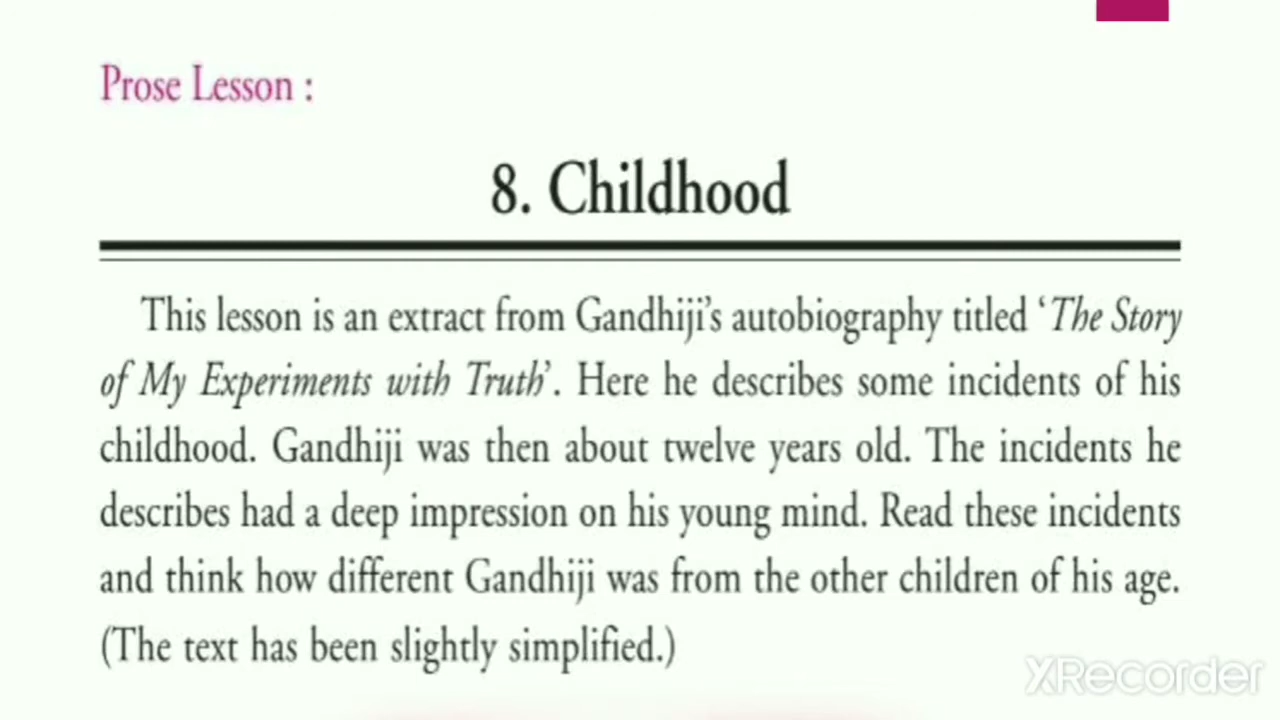 Prose Lesson :
8. Childhood
This lesson is an extract from Gandhiji's autobiography titled 'The Story
of My Experiments with Truth'. Here he describes some incidents of his
childhood. Gandhiji was then about twelve years old. The incidents he
describes had a deep impression on his young mind. Read these incidents
and think how different Gandhiji was from the other children of his age.
(The text has been slightly simplified.)
XRecorder